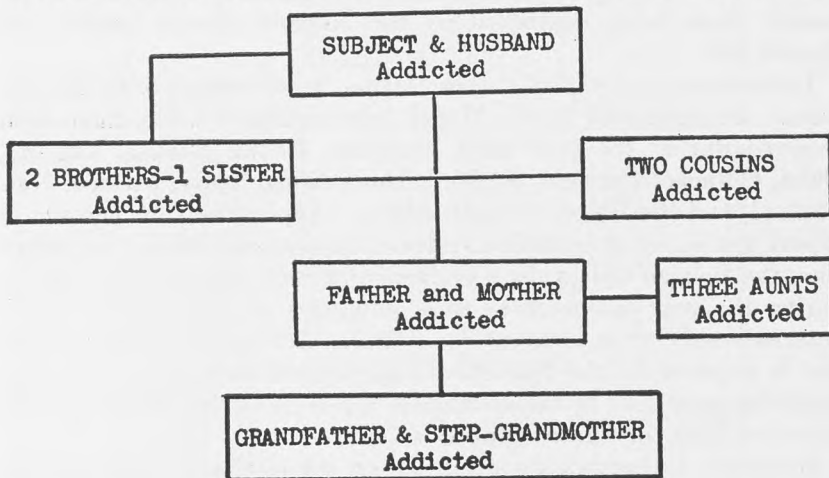 SUBJECT & HUSBAND
Addicted
2 BROTHERS-1 SISTER
Addicted
TWO COUSINS
Addicted
FATHER and MOTHER
Addicted
THREE AUNTS
Addicted
GRANDFATHER & STEP-GRANDMOTHER
Addicted